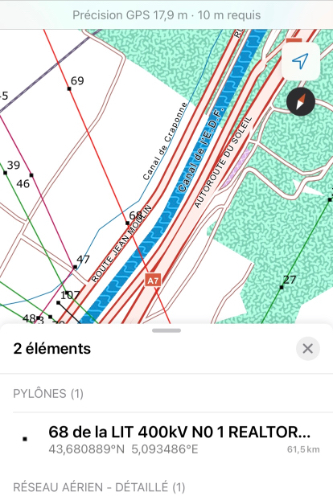 Précision GPS 17,9 m · 10 m requis
69
Canal de Craponne
Canal de l'E.D.F.
AUTOROUTE DU SOLEIL
39
46
68
ROUTE JEAN MOULIN
47
A7
27
107
48
2 éléments
PYLÔNES (1)
68 de la LIT 400kV N0 1 REALTOR...
43,680889°N 5,093486°E
61,5 km
RÉSEAU AÉRIEN - DÉTAILLÉ (1)